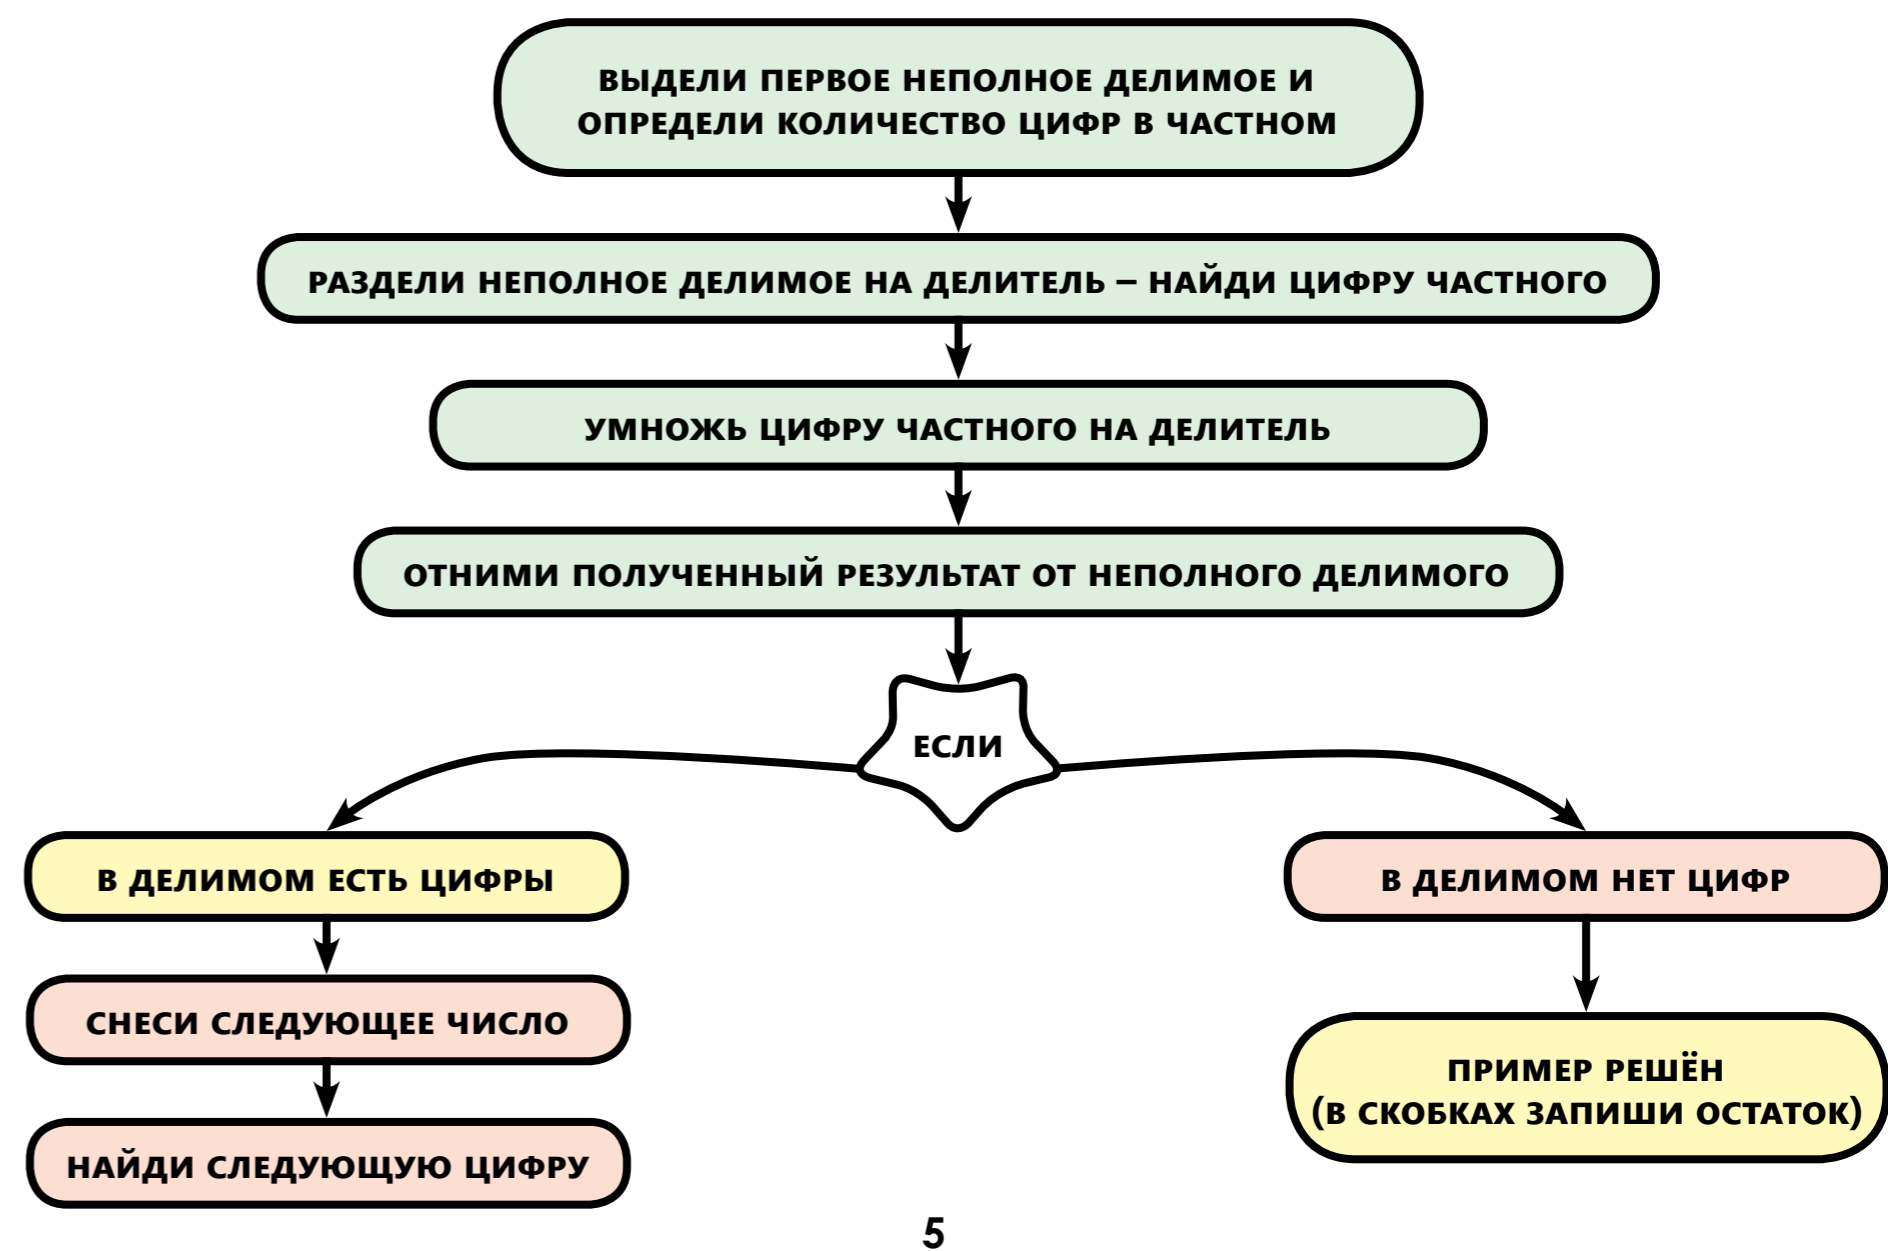 ВЫДЕЛИ ПЕРВОЕ НЕПОЛНОЕ ДЕЛИМОЕ И
ОПРЕДЕЛИ КОЛИЧЕСТВО ЦИФР В ЧАСТНОМ
РАЗДЕЛИ НЕПОЛНОЕ ДЕЛИМОЕ НА ДЕЛИТЕЛЬ – НАЙДИ ЦИФРУ ЧАСТНОГО
УМНОЖЬ ЦИФРУ ЧАСТНОГО НА ДЕЛИТЕЛЬ
ОТНИМИ ПОЛУЧЕННЫЙ РЕЗУЛЬТАТ ОТ НЕПОЛНОГО ДЕЛИМОГО
ЕСЛИ
В ДЕЛИМОМ ЕСТЬ ЦИФРЫ
СНЕСИ СЛЕДУЮЩЕЕ ЧИСЛО
НАЙДИ СЛЕДУЮЩУЮ ЦИФРУ
В ДЕЛИМОМ НЕТ ЦИФР
ПРИМЕР РЕШЁН
(В СКОБКАХ ЗАПИШИ ОСТАТОК)
5